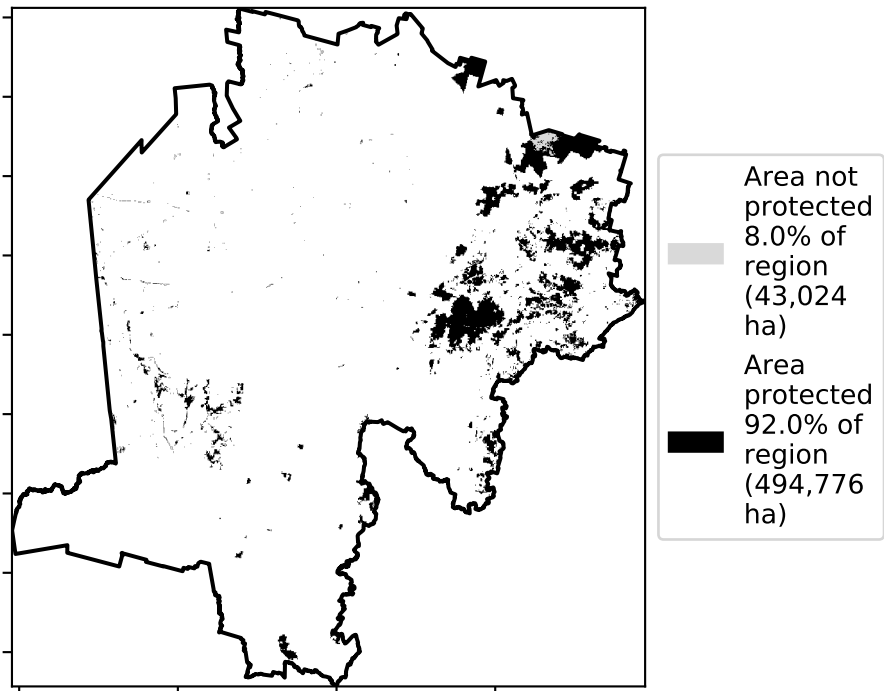 Area not
protected
8.0% of
region
(43,024
ha)
Area
protected
92.0% of
region
(494,776
ha)